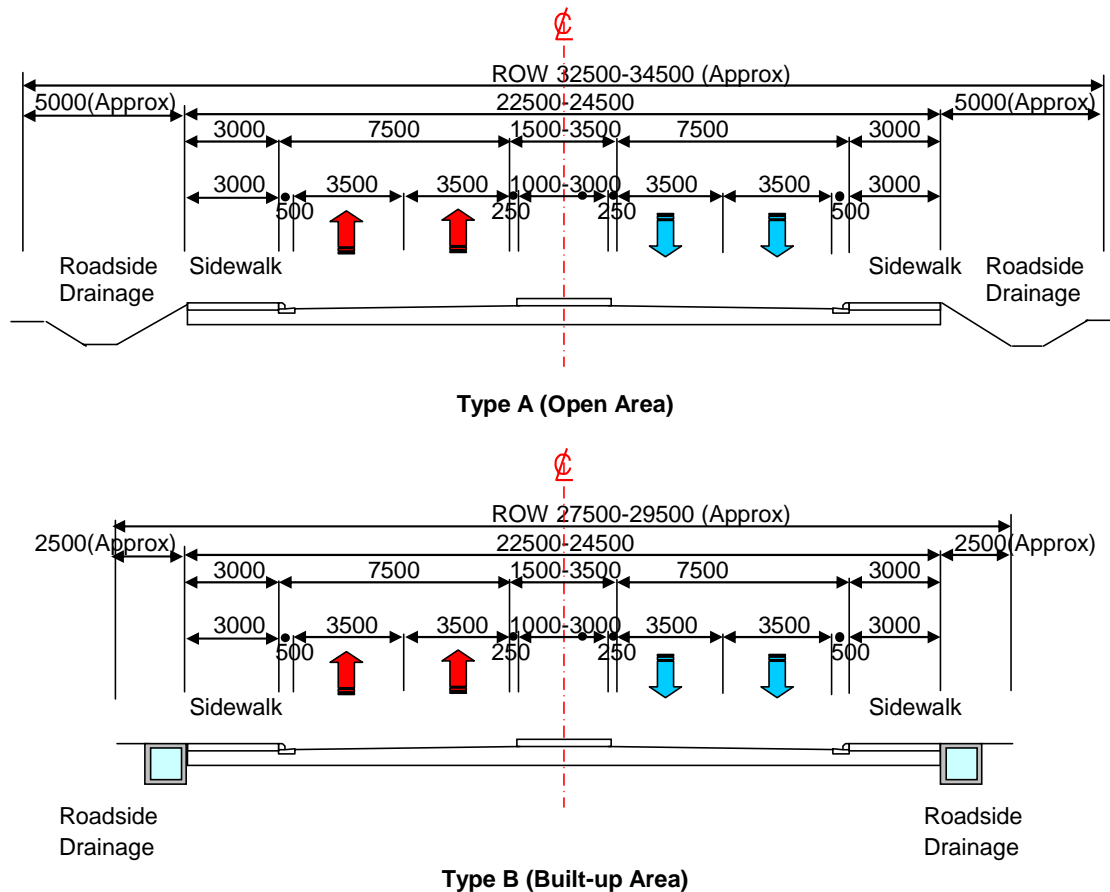 ℄
ROW 32500-34500 (Approx)
5000(Approx) 22500-24500 5000(Approx)
3000 7500 1500-3500 7500 3000
3000 3500 3500 1000-3000 3500 3500 3000
500 250 250 500
Roadside Sidewalk Sidewalk Roadside
Drainage Drainage
Type A (Open Area)
℄
ROW 27500-29500 (Approx)
2500(Approx) 22500-24500 2500(Approx)
3000 7500 1500-3500 7500 3000
3000 3500 3500 1000-3000 3500 3500 3000
500 250 250 500
Sidewalk Sidewalk
Roadside Roadside
Drainage Drainage
Type B (Built-up Area)